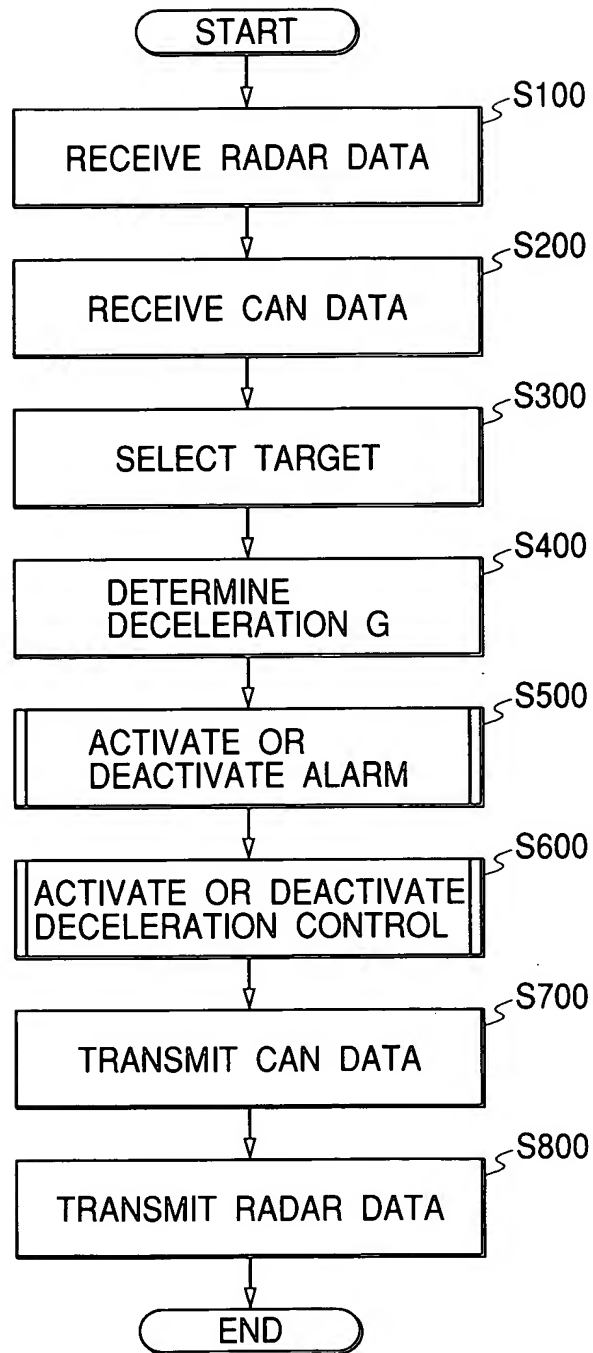 START
S100
RECEIVE RADAR DATA
S200
RECEIVE CAN DATA
S300
SELECT TARGET
S400
DETERMINE
DECELERATION G
S500
ACTIVATE OR
DEACTIVATE ALARM
S600
ACTIVATE OR DEACTIVATE
DECELERATION CONTROL
S700
TRANSMIT CAN DATA
S800
TRANSMIT RADAR DATA
END